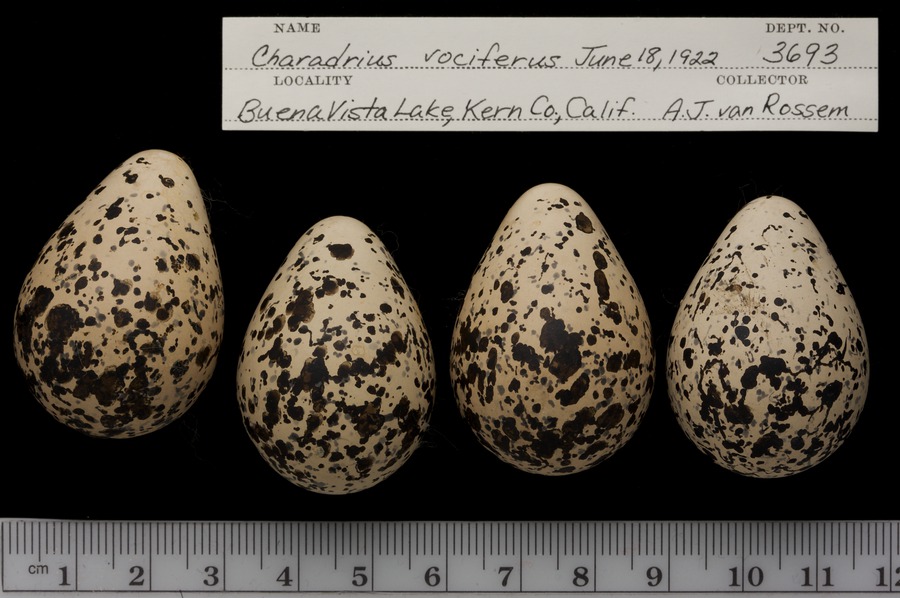 NAME DEPT. NO.
Charadrius vociferus June 18, 1922 3693
LOCALITY COLLECTOR
Buena Vista Lake, Kern Co., Calif. A.J. van Rossem
cm 1 2 3 4 5 6 7 8 9 10 11 12